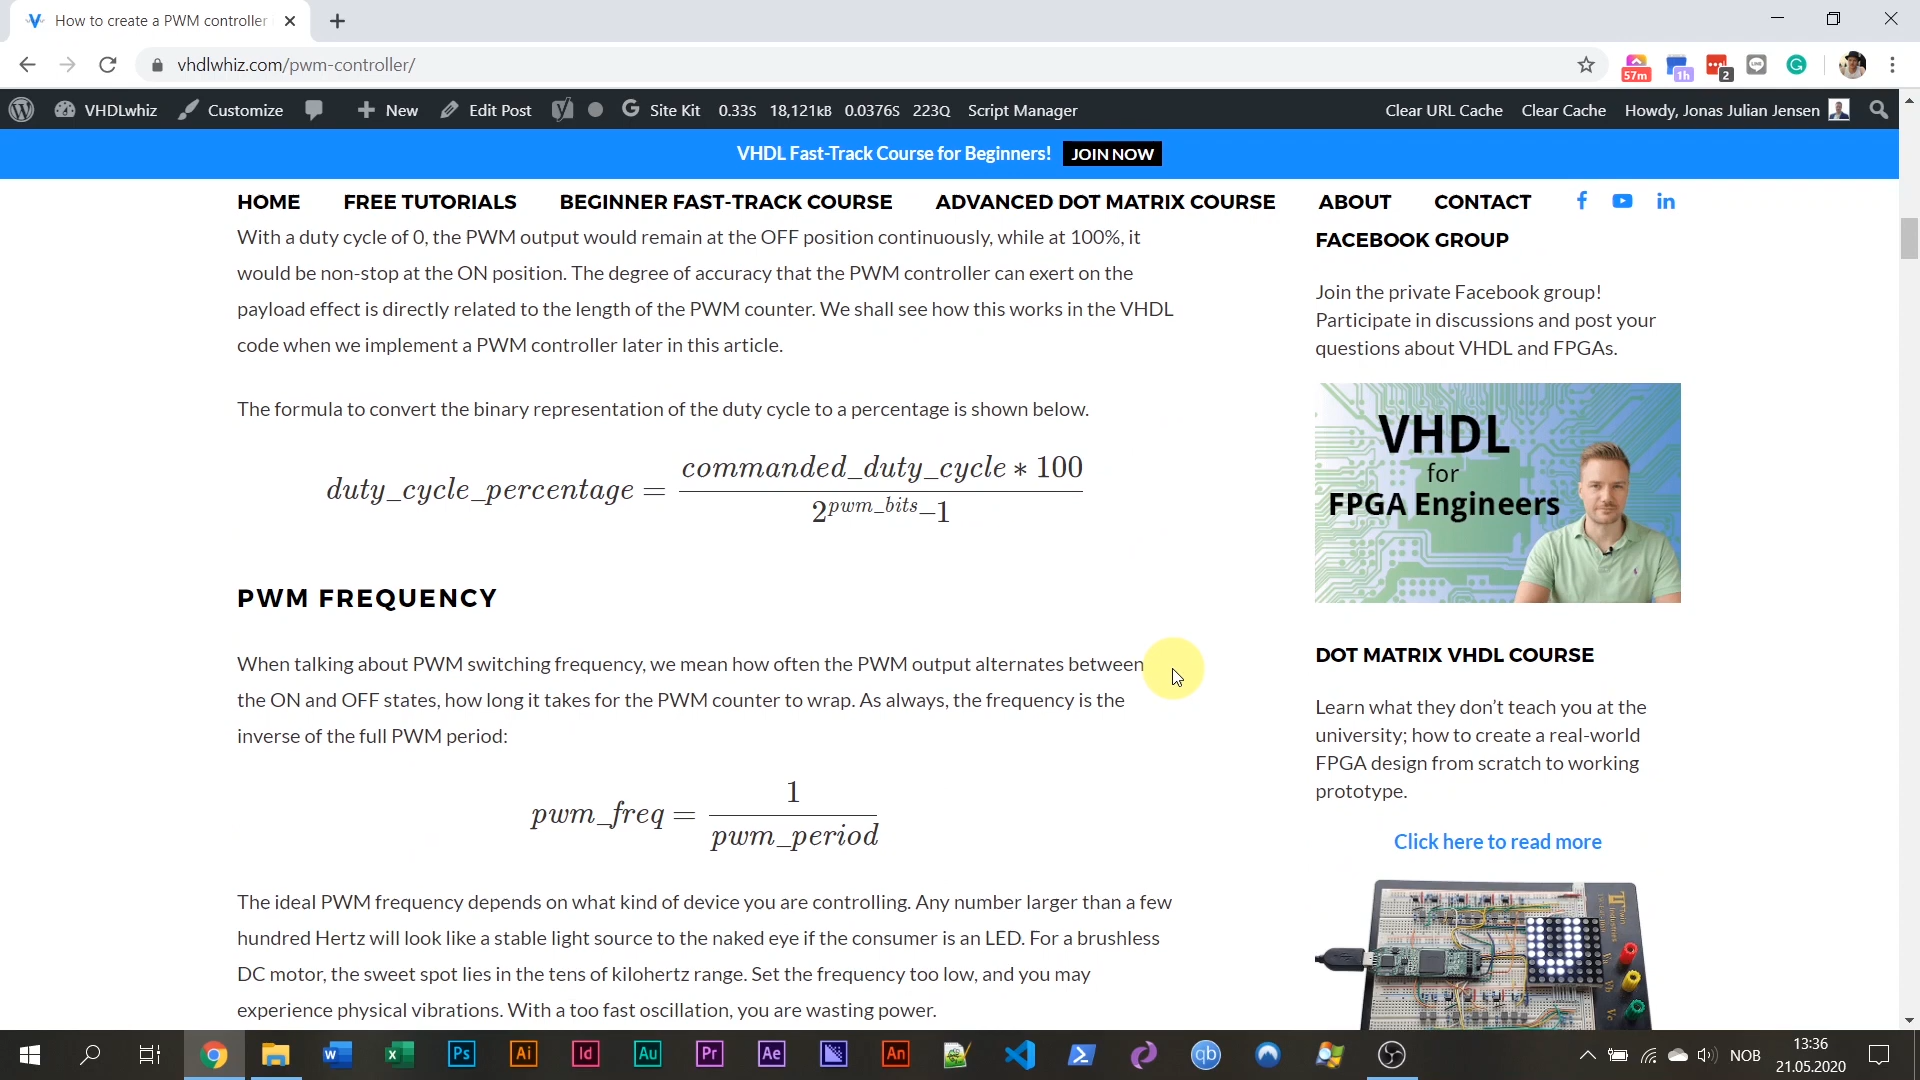 How to create a PWM controller
vhdlwhiz.com/pwm-controller/
57m
1h
2
VHDLwhiz Customize New Edit Post Site Kit 0.33S 18,121kB 0.0376S 223Q Script Manager Clear URL Cache Clear Cache Howdy, Jonas Julian Jensen
VHDL Fast-Track Course for Beginners! JOIN NOW
HOME FREE TUTORIALS BEGINNER FAST-TRACK COURSE ADVANCED DOT MATRIX COURSE ABOUT CONTACT
With a duty cycle of 0, the PWM output would remain at the OFF position continuously, while at 100%, it
would be non-stop at the ON position. The degree of accuracy that the PWM controller can exert on the
payload effect is directly related to the length of the PWM counter. We shall see how this works in the VHDL
code when we implement a PWM controller later in this article.
The formula to convert the binary representation of the duty cycle to a percentage is shown below.
duty_cycle_percentage = commanded_duty_cycle * 100 / 2^pwm_bits–1
PWM FREQUENCY
When talking about PWM switching frequency, we mean how often the PWM output alternates between
the ON and OFF states, how long it takes for the PWM counter to wrap. As always, the frequency is the
inverse of the full PWM period:
pwm_freq = 1 / pwm_period
The ideal PWM frequency depends on what kind of device you are controlling. Any number larger than a few
hundred Hertz will look like a stable light source to the naked eye if the consumer is an LED. For a brushless
DC motor, the sweet spot lies in the tens of kilohertz range. Set the frequency too low, and you may
experience physical vibrations. With a too fast oscillation, you are wasting power.
FACEBOOK GROUP
Join the private Facebook group!
Participate in discussions and post your
questions about VHDL and FPGAs.
VHDL
for
FPGA Engineers
DOT MATRIX VHDL COURSE
Learn what they don’t teach you at the
university; how to create a real-world
FPGA design from scratch to working
prototype.
Click here to read more
Ps Ai Id Au Pr Ae An qb
NOB
13:36
21.05.2020